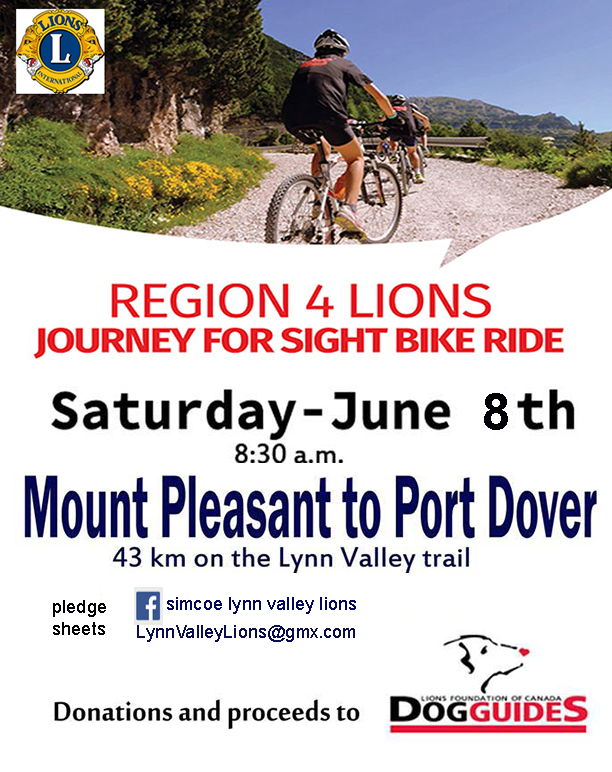 LIONS
L
INTERNATIONAL
REGION 4 LIONS
JOURNEY FOR SIGHT BIKE RIDE
Saturday-June 8th
8:30 a.m.
Mount Pleasant to Port Dover
43 km on the Lynn Valley trail
pledge sheets
f simcoe lynn valley lions
LynnValleyLions@gmx.com
Donations and proceeds to
LIONS FOUNDATION OF CANADA
DOGGUIDES